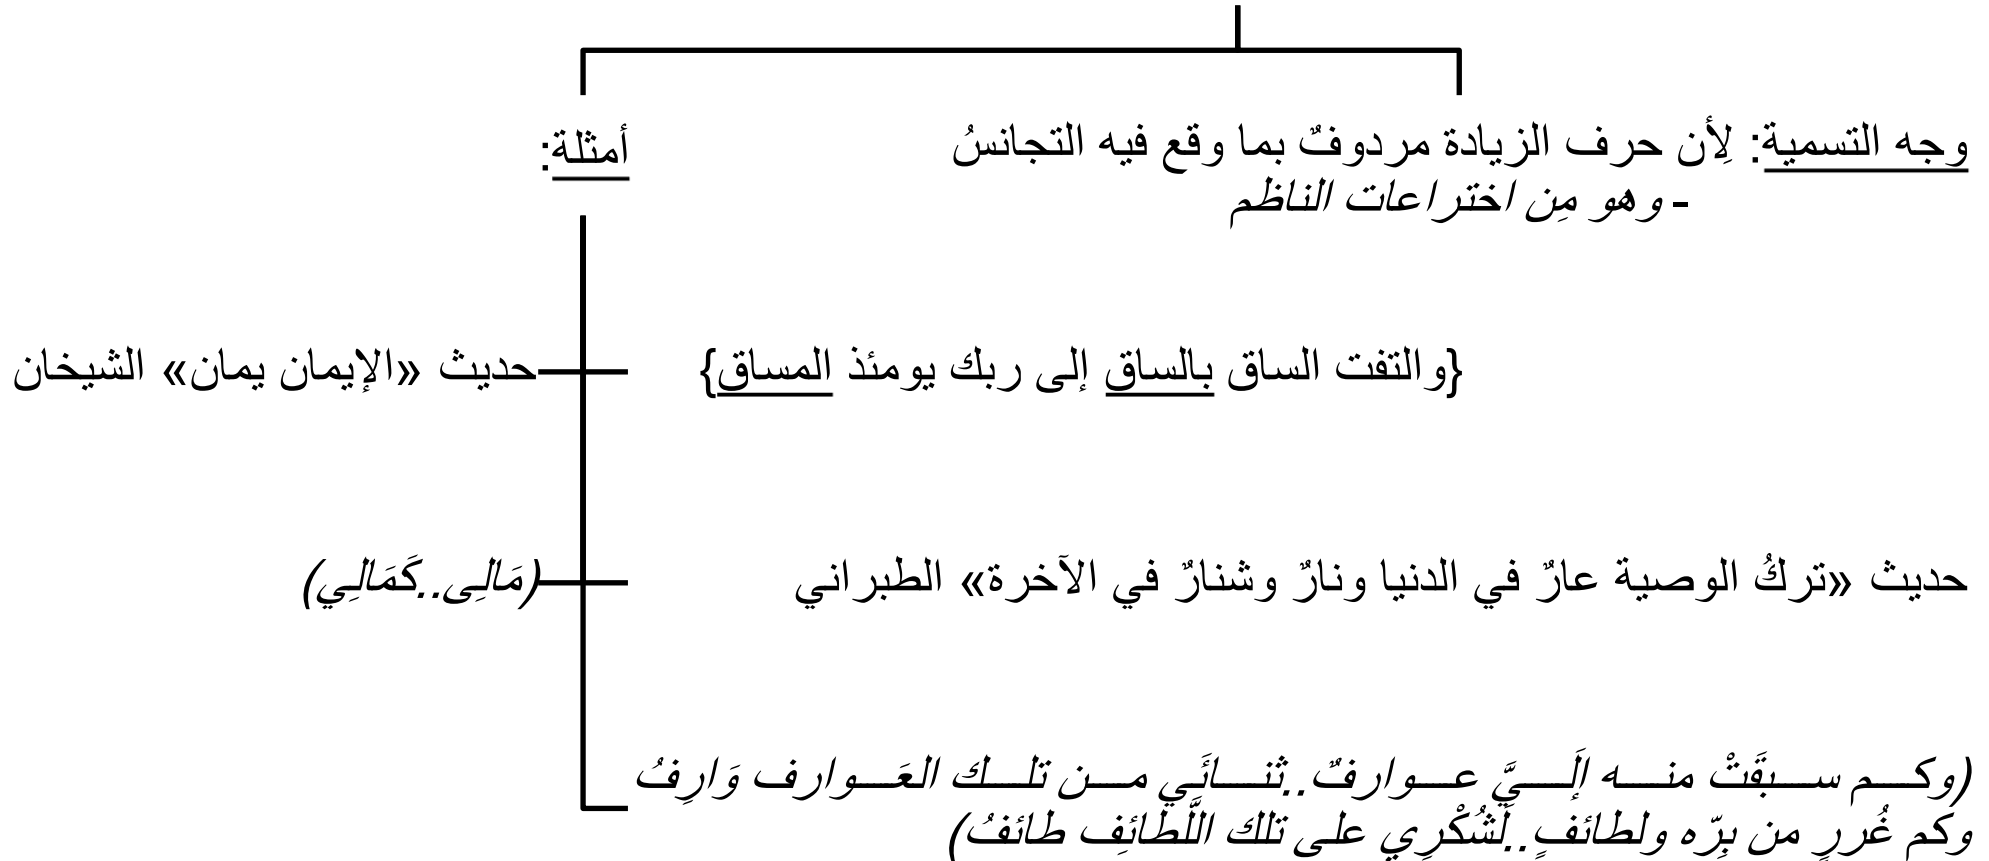 وجه التسمية: لِأن حرف الزيادة مردوفٌ بما وقع فيه التجانسُ
- وهو مِن اختراعات الناظم
أمثلة:
{والتفت الساق بالساق إلى ربك يومئذ المساق}
حديث «الإيمان يمان» الشيخان
حديث «تركُ الوصية عارٌ في الدنيا ونارٌ وشنارٌ في الآخرة» الطبراني
(مَالِى..كَمَالِي)
(وكم سبقَتْ منه إلَيَّ عوارفٌ..ثنائَي من تلك العَوارف وَارِفُ
وكم غُررٍ من بِرّه ولطائفٍ..لَشُكْرِي على تلك اللَّطائِف طائفُ)